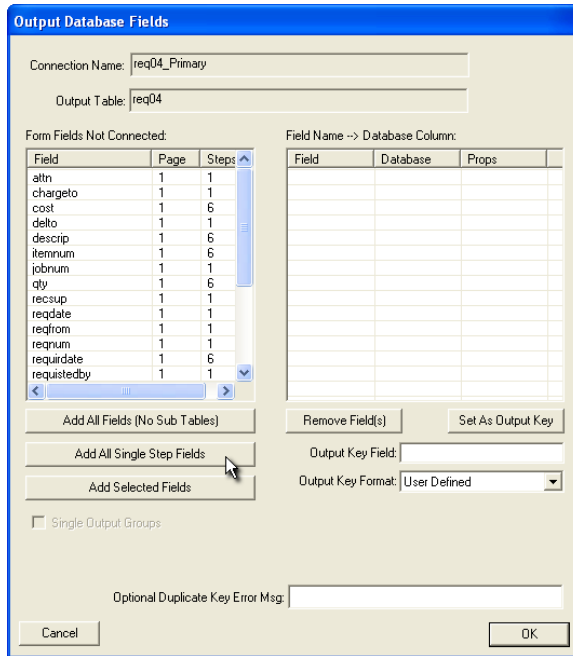 Output Database Fields
Connection Name: req04_Primary
Output Table: req04
Form Fields Not Connected:
Field Page Steps
attn 1 1
chargeto 1 1
cost 1 6
delto 1 1
descrip 1 6
itemnum 1 6
jobnum 1 1
qty 1 6
recsup 1 1
reqdate 1 1
reqfrom 1 1
reqnum 1 1
requirdate 1 6
requistedby 1 1
Add All Fields (No Sub Tables)
Add All Single Step Fields
Add Selected Fields
Single Output Groups
Field Name --> Database Column:
Field Database Props
Remove Field(s) Set As Output Key
Output Key Field:
Output Key Format: User Defined
Optional Duplicate Key Error Msg:
Cancel OK